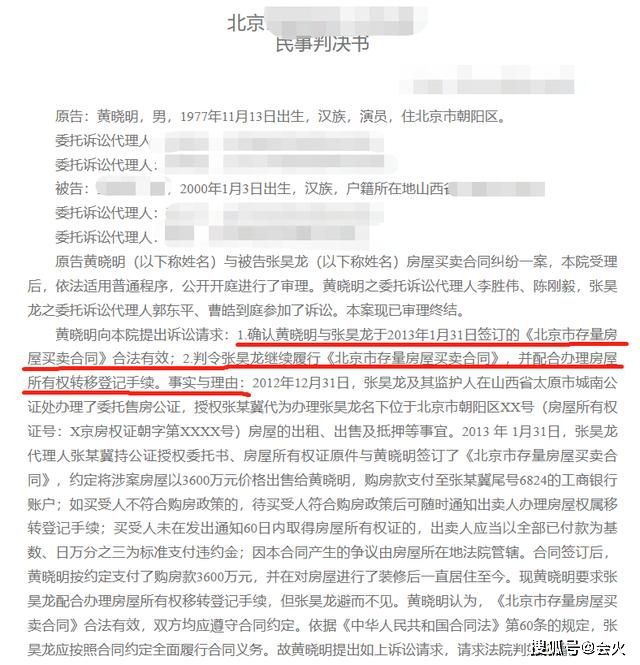 北京
民事判决书
原告：黄晓明，男，1977年11月13日出生，汉族，演员，住北京市朝阳区。
委托诉讼代理人
委托诉讼代理人：
被告：，2000年1月3日出生，汉族，户籍所在地山西省
委托诉讼代理人：
委托诉讼代理人：
原告黄晓明（以下称姓名）与被告张昊龙（以下称姓名）房屋买卖合同纠纷一案，本院受理
后，依法适用普通程序，公开开庭进行了审理。黄晓明之委托诉讼代理人李胜伟、陈刚毅，张昊
龙之委托诉讼代理人郭东平、曹皓到庭参加了诉讼。本案现已审理终结。
黄晓明向本院提出诉讼请求：1.确认黄晓明与张昊龙于2013年1月31日签订的《北京市存量房
屋买卖合同》合法有效；2.判令张昊龙继续履行《北京市存量房屋买卖合同》，并配合办理房屋
所有权转移登记手续。事实与理由：2012年12月31日，张昊龙及其监护人在山西省太原市城南公
证处办理了委托售房公证，授权张某冀代为办理张昊龙名下位于北京市朝阳区XX号（房屋所有权
证号：X京房权证朝字第XXXX号）房屋的出租、出售及抵押等事宜。2013 年1月31日，张昊龙
代理人张某冀持公证授权委托书、房屋所有权证原件与黄晓明签订了《北京市存量房屋买卖合
同》，约定将涉案房屋以3600万元价格出售给黄晓明，购房款支付至张某冀尾号6824的工商银行
账户；如买受人不符合购房政策的，待买受人符合购房政策后可随时通知出卖人办理房屋权属移
转登记手续；买受人未在发出通知60日内取得房屋所有权证的，出卖人应当以全部已付款为基
数、日万分之三为标准支付违约金；因本合同产生的争议由房屋所在地法院管辖。合同签订后，
黄晓明按约定支付了购房款3600万元，并在对房屋进行了装修后一直居住至今。现黄晓明要求张
昊龙配合办理房屋所有权移转登记手续，但张昊龙避而不见。黄晓明认为，《北京市存量房屋买
卖合同》合法有效，双方均应遵守合同约定。依据《中华人民共和国合同法》第60条的规定，张
昊龙应按照合同约定全面履行合同义务。故黄晓明提出如上诉讼请求，请求法院判
搜狐号@会火